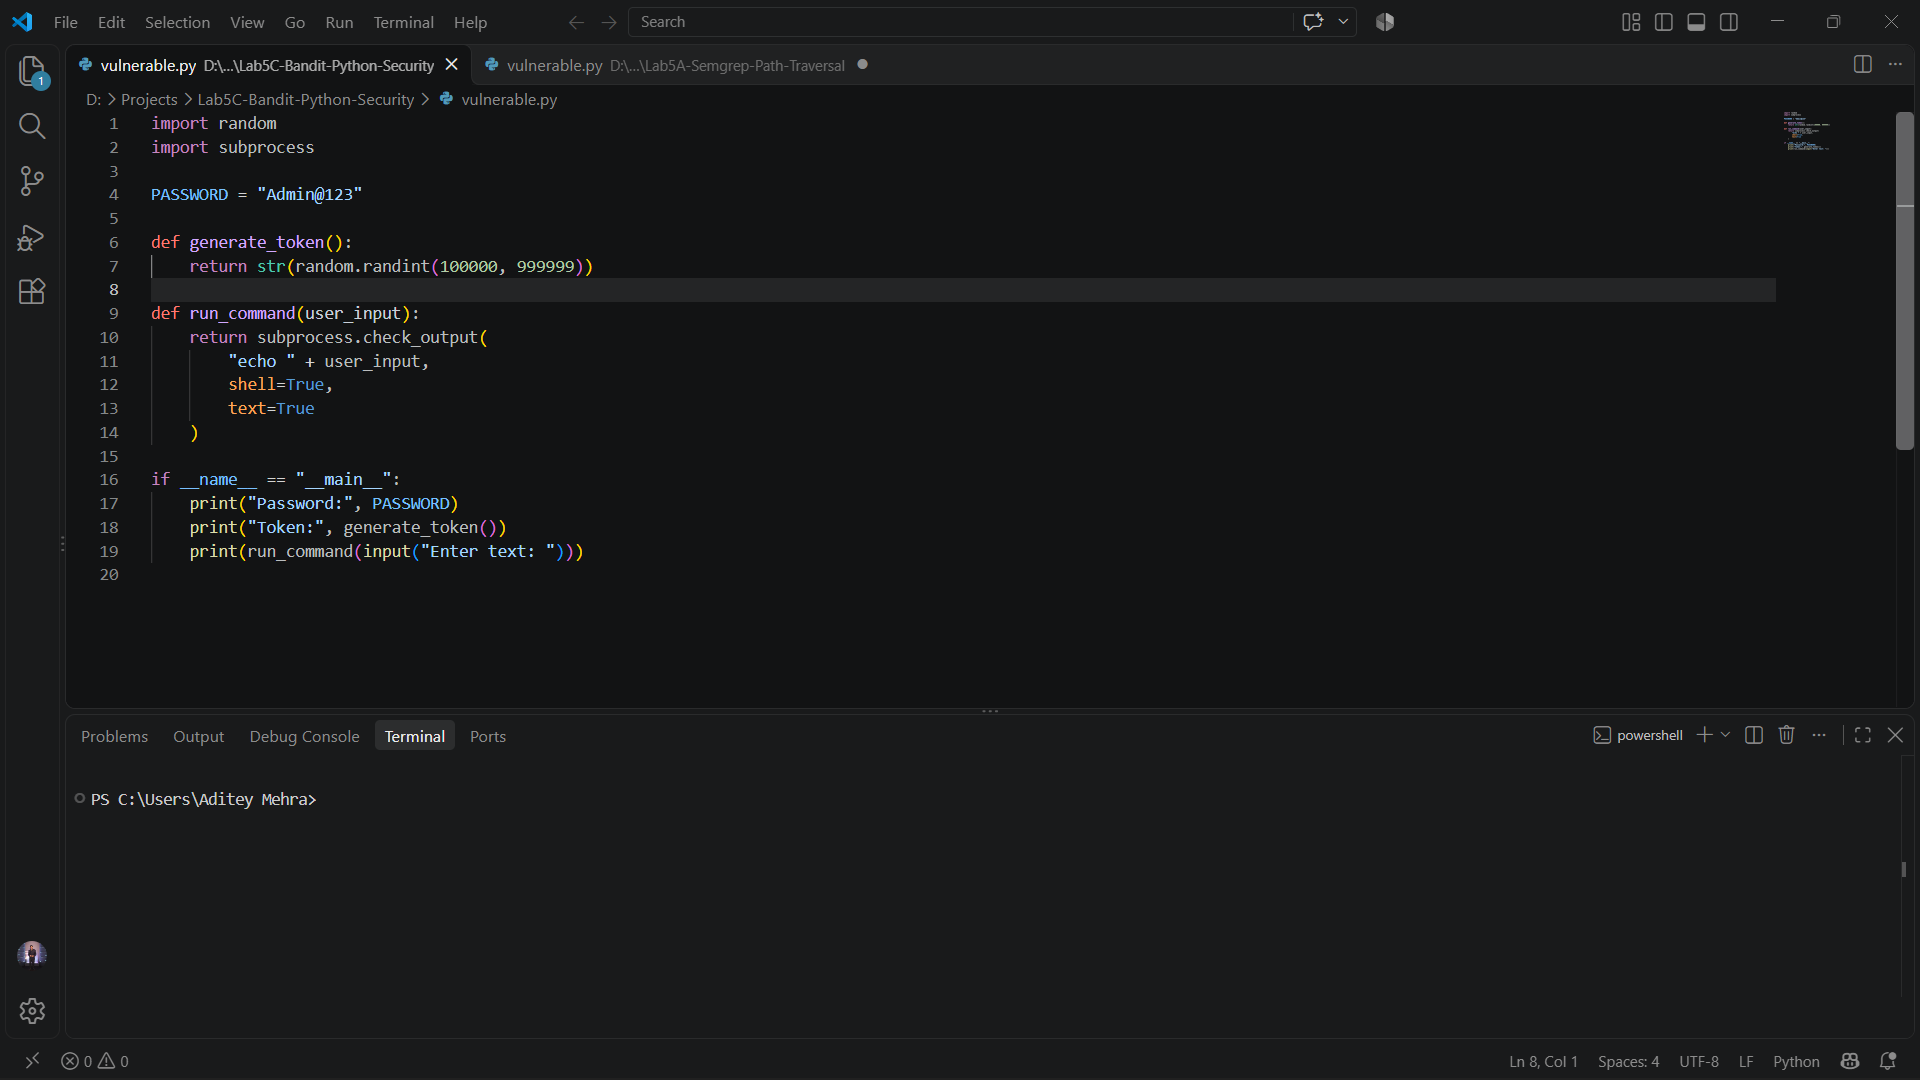 File Edit Selection View Go Run Terminal Help Search
1
vulnerable.py D:\...\Lab5C-Bandit-Python-Security vulnerable.py D:\...\Lab5A-Semgrep-Path-Traversal
D: > Projects > Lab5C-Bandit-Python-Security > vulnerable.py
1 import random
2 import subprocess
3
4 PASSWORD = "Admin@123"
5
6 def generate_token():
7     return str(random.randint(100000, 999999))
8
9 def run_command(user_input):
10     return subprocess.check_output(
11         "echo " + user_input,
12         shell=True,
13         text=True
14     )
15
16 if __name__ == "__main__":
17     print("Password:", PASSWORD)
18     print("Token:", generate_token())
19     print(run_command(input("Enter text: ")))
20
Problems Output Debug Console Terminal Ports powershell
PS C:\Users\Aditey Mehra>
0 0 Ln 8, Col 1 Spaces: 4 UTF-8 LF Python